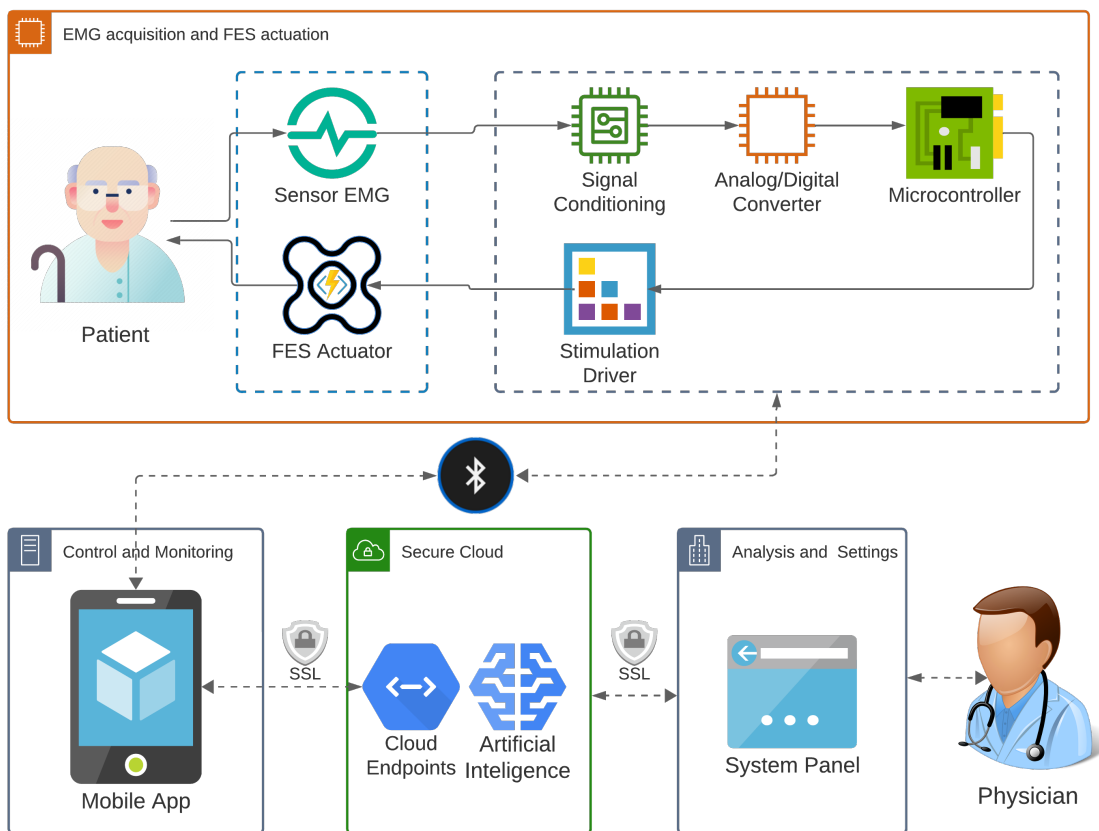 EMG acquisition and FES actuation
Sensor EMG
Signal
Conditioning
Analog/Digital
Converter
Microcontroller
Patient
FES Actuator
Stimulation
Driver
Control and Monitoring
Secure Cloud
Analysis and Settings
SSL
SSL
Cloud
Endpoints
Artificial
Inteligence
System Panel
Mobile App
Physician